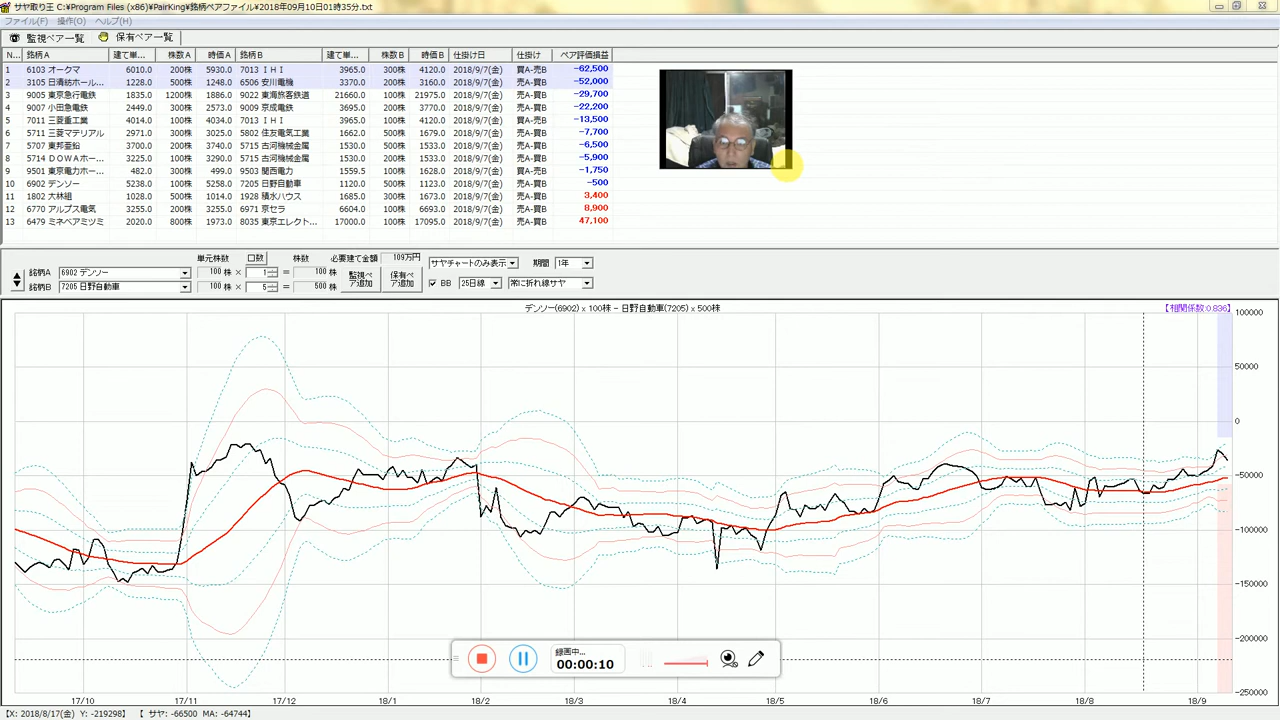 サヤ取り王 C:¥Program Files (x86)¥PairKing¥銘柄ペアファイル¥2018年09月10日01時35分.txt
ファイル(F) 操作(O) ヘルプ(H)
監視ペア一覧 保有ペア一覧
N... 銘柄A 建て単... 株数A 時価A 銘柄B 建て単... 株数B 時価B 仕掛け日 仕掛け ペア評価損益
1 6103 オークマ 6010.0 200株 5930.0 7013 ＩＨＩ 3965.0 300株 4120.0 2018/9/7(金) 買A-売B -62,500
2 3105 日清紡ホール... 1228.0 500株 1248.0 6506 安川電機 3370.0 200株 3160.0 2018/9/7(金) 売A-買B -52,000
3 9005 東京急行電鉄 1835.0 1200株 1886.0 9022 東海旅客鉄道 21660.0 100株 21975.0 2018/9/7(金) 売A-買B -29,700
4 9007 小田急電鉄 2449.0 300株 2573.0 9009 京成電鉄 3695.0 200株 3770.0 2018/9/7(金) 売A-買B -22,200
5 7011 三菱重工業 4014.0 100株 4034.0 7013 ＩＨＩ 3965.0 100株 4120.0 2018/9/7(金) 買A-売B -13,500
6 5711 三菱マテリアル 2971.0 300株 3025.0 5802 住友電気工業 1662.0 500株 1679.0 2018/9/7(金) 売A-買B -7,700
7 5707 東邦亜鉛 3700.0 200株 3740.0 5715 古河機械金属 1530.0 500株 1533.0 2018/9/7(金) 売A-買B -6,500
8 5714 ＤＯＷＡホー... 3225.0 100株 3290.0 5715 古河機械金属 1530.0 200株 1533.0 2018/9/7(金) 売A-買B -5,900
9 9501 東京電力ホー... 482.0 300株 499.0 9503 関西電力 1559.5 100株 1628.0 2018/9/7(金) 買A-売B -1,750
10 6902 デンソー 5238.0 100株 5258.0 7205 日野自動車 1120.0 500株 1123.0 2018/9/7(金) 売A-買B -500
11 1802 大林組 1028.0 500株 1014.0 1928 積水ハウス 1685.0 300株 1673.0 2018/9/7(金) 売A-買B 3,400
12 6770 アルプス電気 3255.0 200株 3255.0 6971 京セラ 6604.0 100株 6693.0 2018/9/7(金) 売A-買B 8,900
13 6479 ミネベアミツミ 2020.0 800株 1973.0 8035 東京エレクト... 17000.0 100株 17095.0 2018/9/7(金) 売A-買B 47,100
単元株数 口数 株数 必要建て金額 109万円 サヤチャートのみ表示 期間 1年
銘柄A 6902 デンソー 100 株 × 1 = 100 株
銘柄B 7205 日野自動車 100 株 × 5 = 500 株
監視ペア追加 保有ペア追加 BB 25日線 常に折れ線サヤ
デンソー(6902) x 100株 - 日野自動車(7205) x 500株 【相関係数:0.836】
100000
50000
0
-50000
-100000
-150000
-200000
-250000
録画中...
00:00:10
17/10 17/11 17/12 18/1 18/2 18/3 18/4 18/5 18/6 18/7 18/8 18/9
【X: 2018/8/17(金) Y: -219298】 【 サヤ: -66500 MA: -64744】